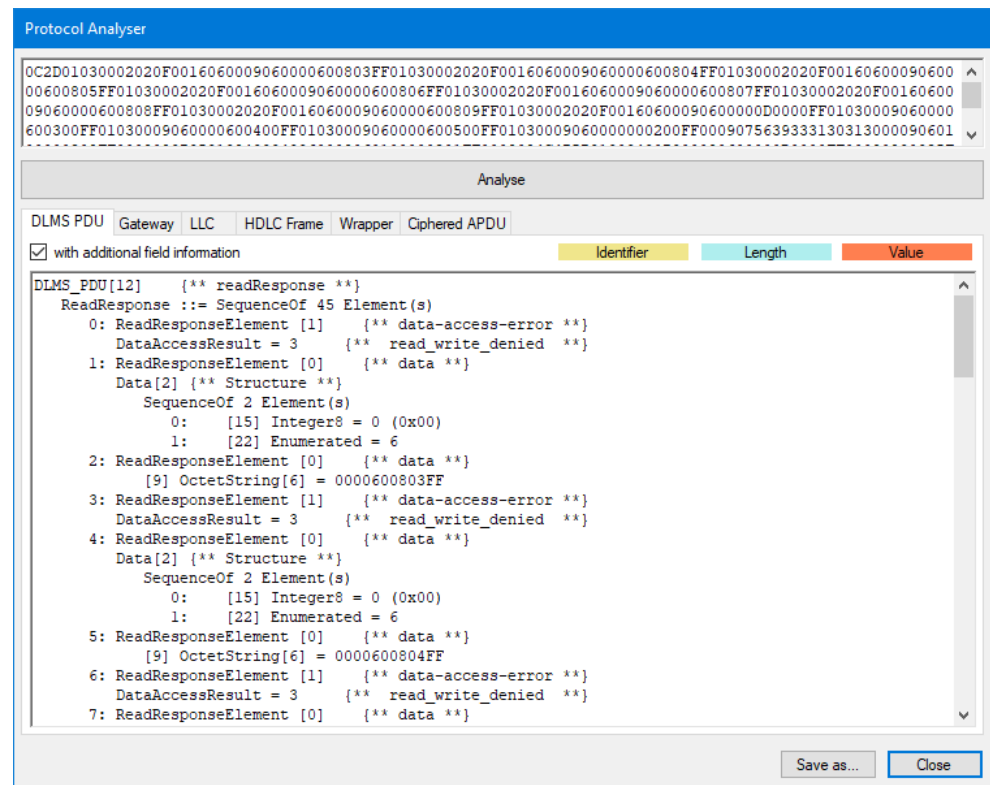 Protocol Analyser
0C2D01030002020F001606000906000060​0803FF01030002020F0016060009060000600804FF01030002020F00160600090600
00600805FF01030002020F0016060009060000600806FF01030002020F0016060009060000600807FF01030002020F00160600
09060000600808FF01030002020F0016060009060000600809FF01030002020F00160600090600000D0000FF01030009060000
600300FF01030009060000600400FF01030009060000600500FF01030009060000000200FF0009075639333130313000090601
Analyse
DLMS PDU Gateway LLC HDLC Frame Wrapper Ciphered APDU
with additional field information Identifier Length Value
DLMS_PDU[12] {** readResponse **}
ReadResponse ::= SequenceOf 45 Element(s)
0: ReadResponseElement [1] {** data-access-error **}
DataAccessResult = 3 {** read_write_denied **}
1: ReadResponseElement [0] {** data **}
Data[2] {** Structure **}
SequenceOf 2 Element(s)
0: [15] Integer8 = 0 (0x00)
1: [22] Enumerated = 6
2: ReadResponseElement [0] {** data **}
[9] OctetString[6] = 0000600803FF
3: ReadResponseElement [1] {** data-access-error **}
DataAccessResult = 3 {** read_write_denied **}
4: ReadResponseElement [0] {** data **}
Data[2] {** Structure **}
SequenceOf 2 Element(s)
0: [15] Integer8 = 0 (0x00)
1: [22] Enumerated = 6
5: ReadResponseElement [0] {** data **}
[9] OctetString[6] = 0000600804FF
6: ReadResponseElement [1] {** data-access-error **}
DataAccessResult = 3 {** read_write_denied **}
7: ReadResponseElement [0] {** data **}
Save as... Close